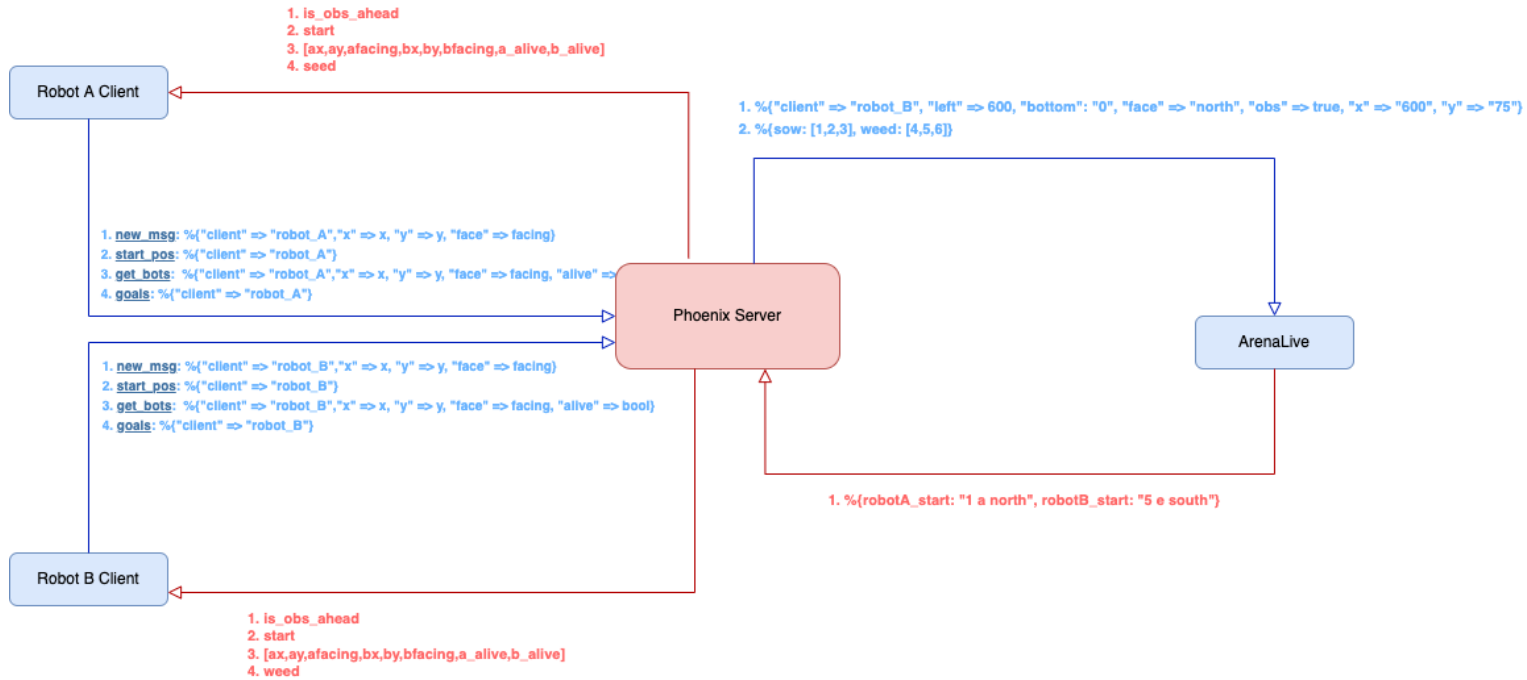 1. is_obs_ahead
2. start
3. [ax,ay,afacing,bx,by,bfacing,a_alive,b_alive]
4. seed
Robot A Client
1. %{"client" => "robot_B", "left" => 600, "bottom": "0", "face" => "north", "obs" => true, "x" => "600", "y" => "75"}
2. %{sow: [1,2,3], weed: [4,5,6]}
1. new_msg: %{"client" => "robot_A","x" => x, "y" => y, "face" => facing}
2. start_pos: %{"client" => "robot_A"}
3. get_bots: %{"client" => "robot_A","x" => x, "y" => y, "face" => facing, "alive" =>
4. goals: %{"client" => "robot_A"}
Phoenix Server
ArenaLive
1. new_msg: %{"client" => "robot_B","x" => x, "y" => y, "face" => facing}
2. start_pos: %{"client" => "robot_B"}
3. get_bots: %{"client" => "robot_B","x" => x, "y" => y, "face" => facing, "alive" => bool}
4. goals: %{"client" => "robot_B"}
1. %{robotA_start: "1 a north", robotB_start: "5 e south"}
Robot B Client
1. is_obs_ahead
2. start
3. [ax,ay,afacing,bx,by,bfacing,a_alive,b_alive]
4. weed